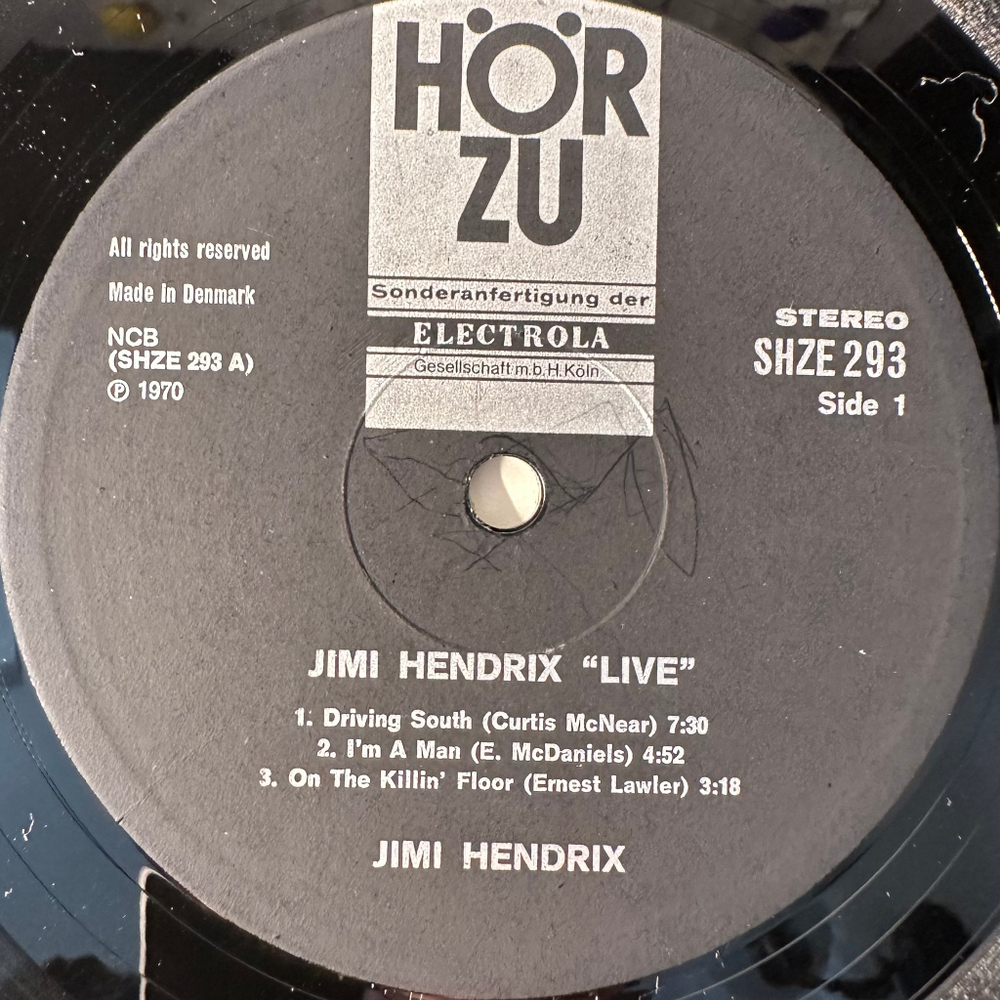 HÖR
ZU
Sonderanfertigung der
ELECTROLA
Gesellschaft m.b.H. Köln
All rights reserved
Made in Denmark
NCB
(SHZE 293 A)
Ⓟ 1970
STEREO
SHZE 293
Side 1
JIMI HENDRIX “LIVE”
1. Driving South (Curtis McNear) 7:30
2. I'm A Man (E. McDaniels) 4:52
3. On The Killin' Floor (Ernest Lawler) 3:18
JIMI HENDRIX